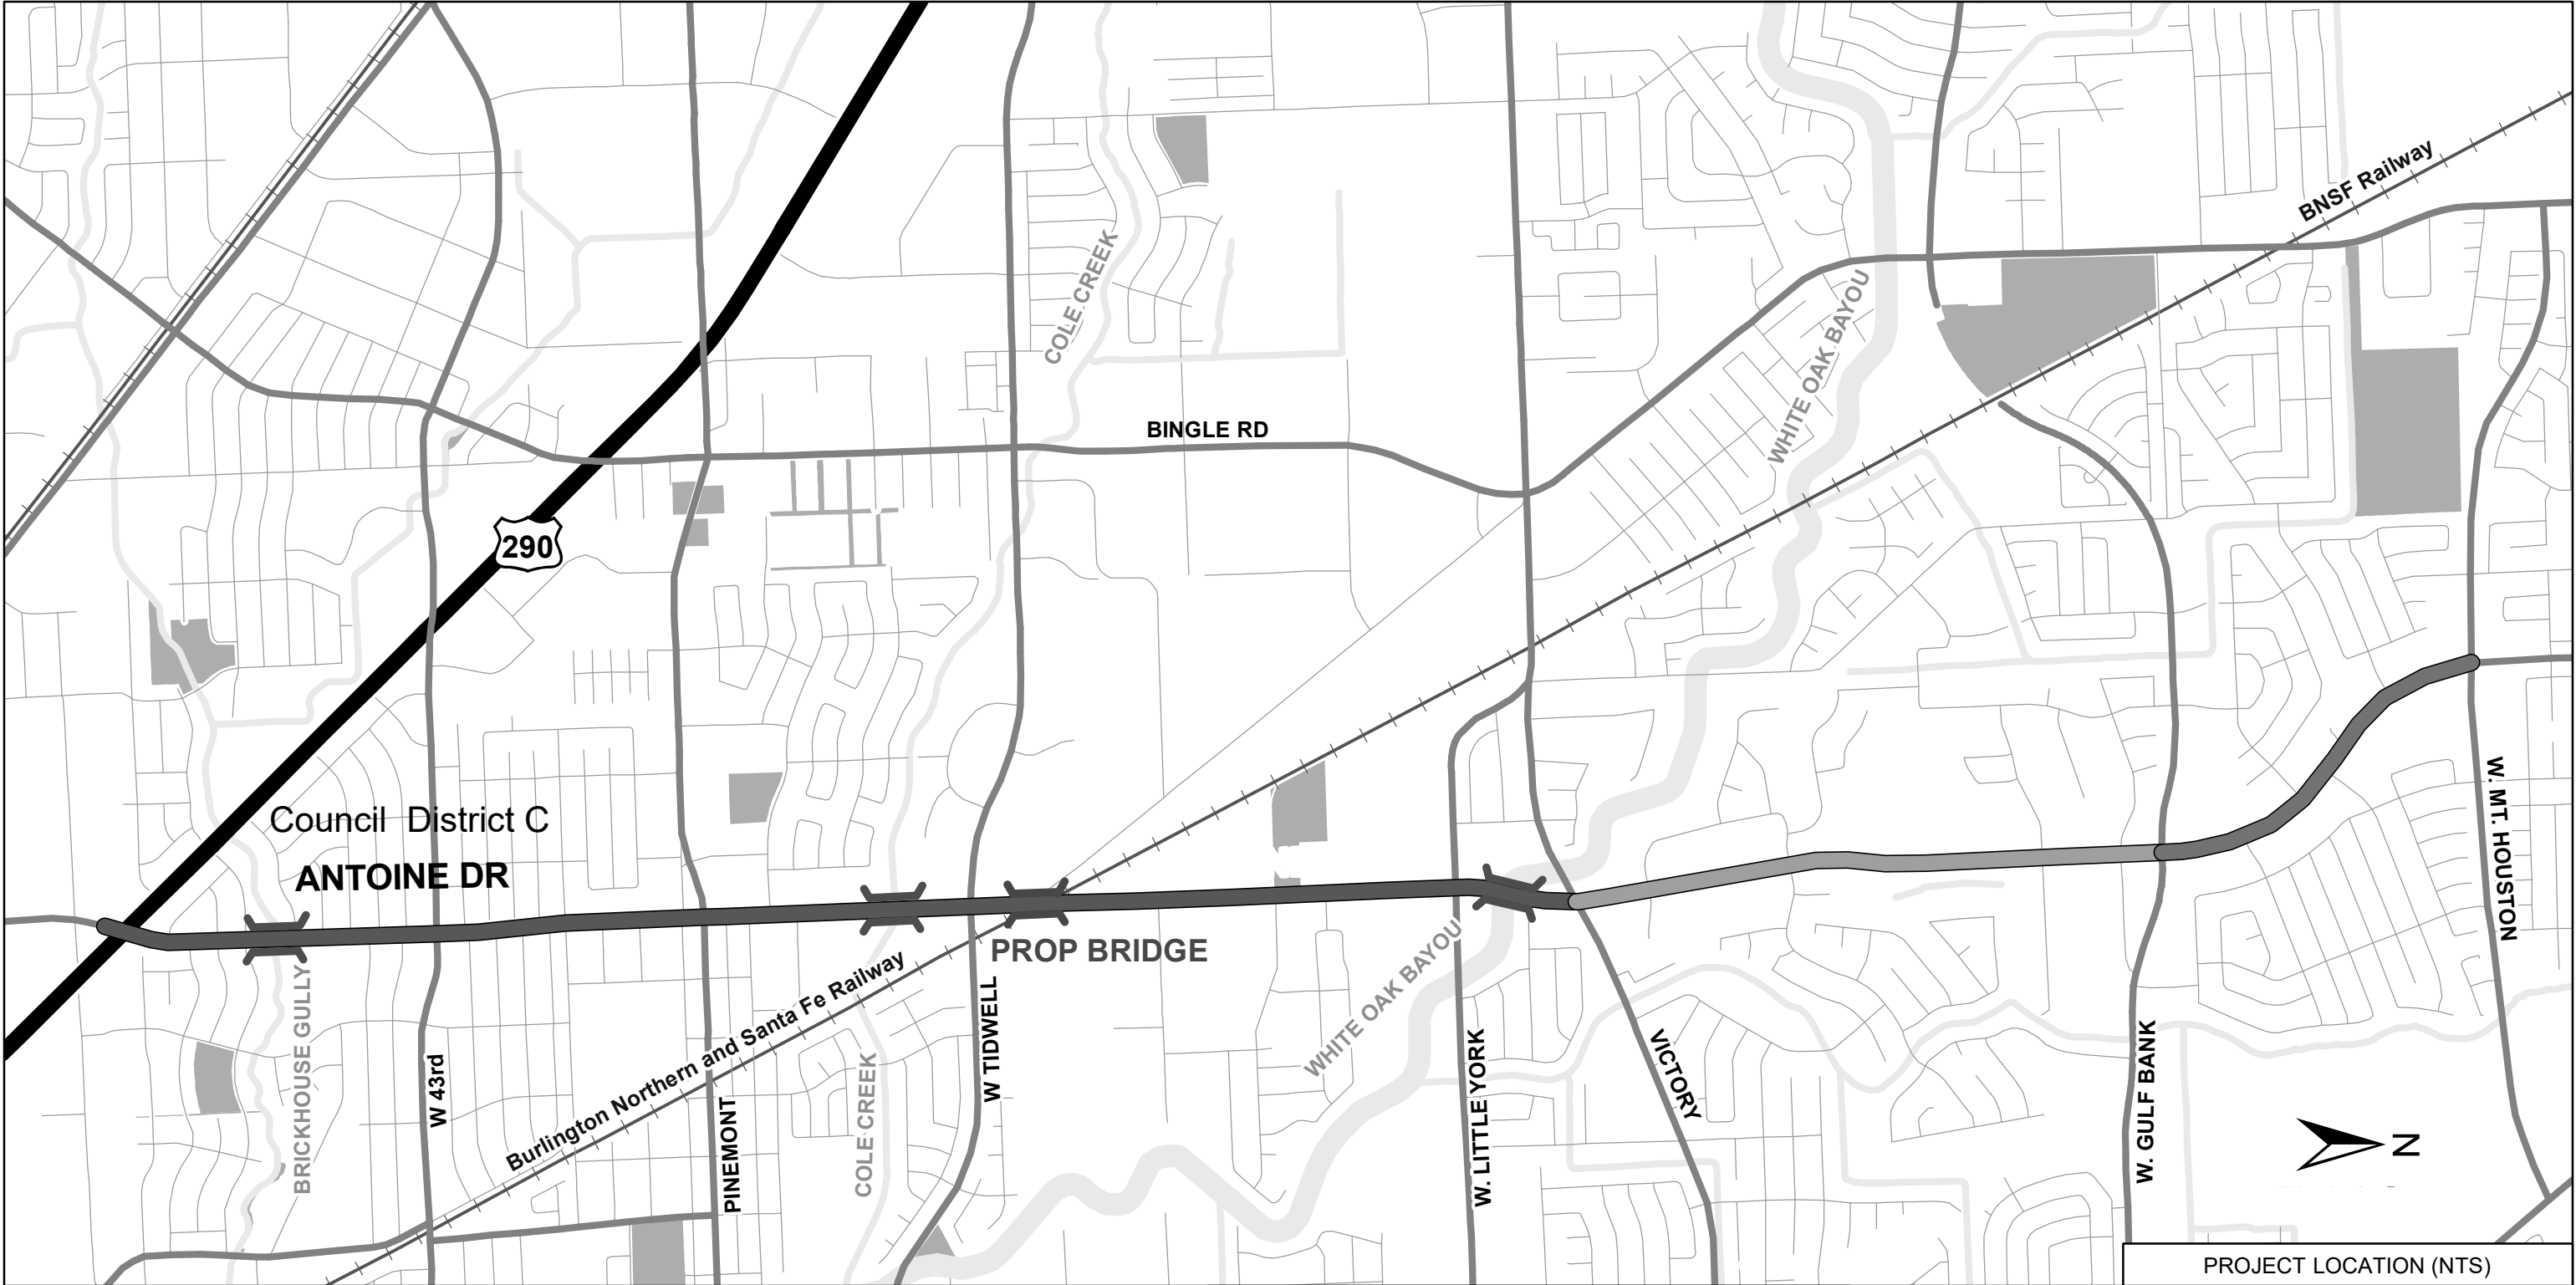 BNSF Railway
COLE CREEK
WHITE OAK BAYOU
BINGLE RD
290
Council District C
ANTOINE DR
W. MT. HOUSTON
PROP BRIDGE
Burlington Northern and Santa Fe Railway
BRICKHOUSE GULLY
W 43rd
PINEMONT
COLE CREEK
W TIDWELL
WHITE OAK BAYOU
W. LITTLE YORK
VICTORY
W. GULF BANK
N
PROJECT LOCATION (NTS)